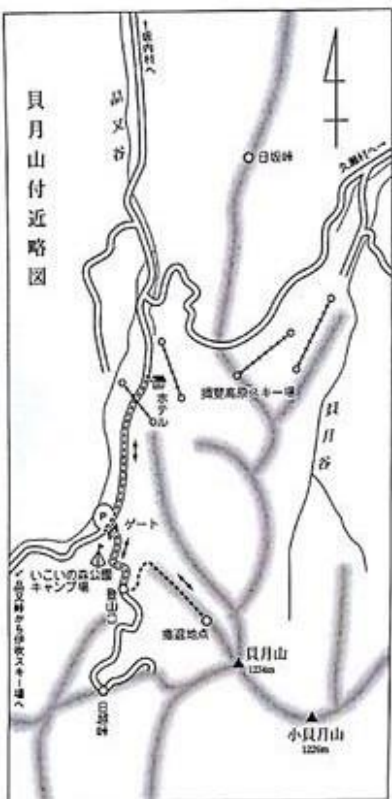 貝月山付近略図
↑坂内村へ
品又谷
日坂峠
久瀬村へ→
ホテル
揖斐高原スキー場
貝月谷
P
ゲート
いこいの森公園
キャンプ場
登山口
撤退地点
↙品又峠から伊吹スキー場へ
日坂峠
貝月山
1234m
小貝月山
1226m